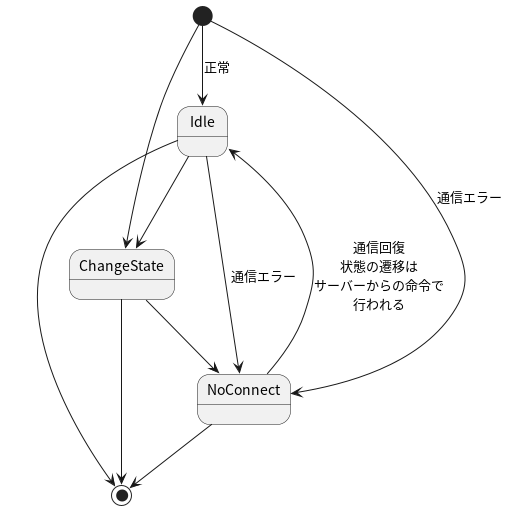 正常
Idle
通信エラー
通信回復
状態の遷移は
サーバーからの命令で
行われる
ChangeState
通信エラー
NoConnect